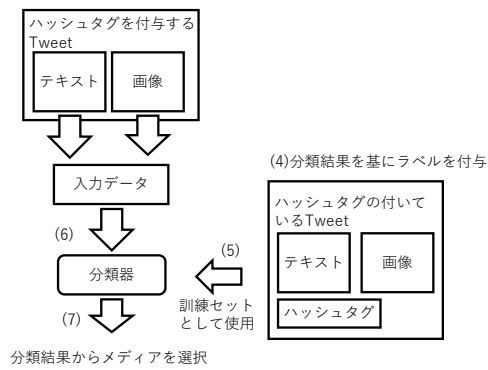 ハッシュタグを付与する
Tweet
テキスト
画像
入力データ
(6)
分類器
(7)
分類結果からメディアを選択
(5)
訓練セット
として使用
(4)分類結果を基にラベルを付与
ハッシュタグの付いて
いるTweet
テキスト
画像
ハッシュタグ